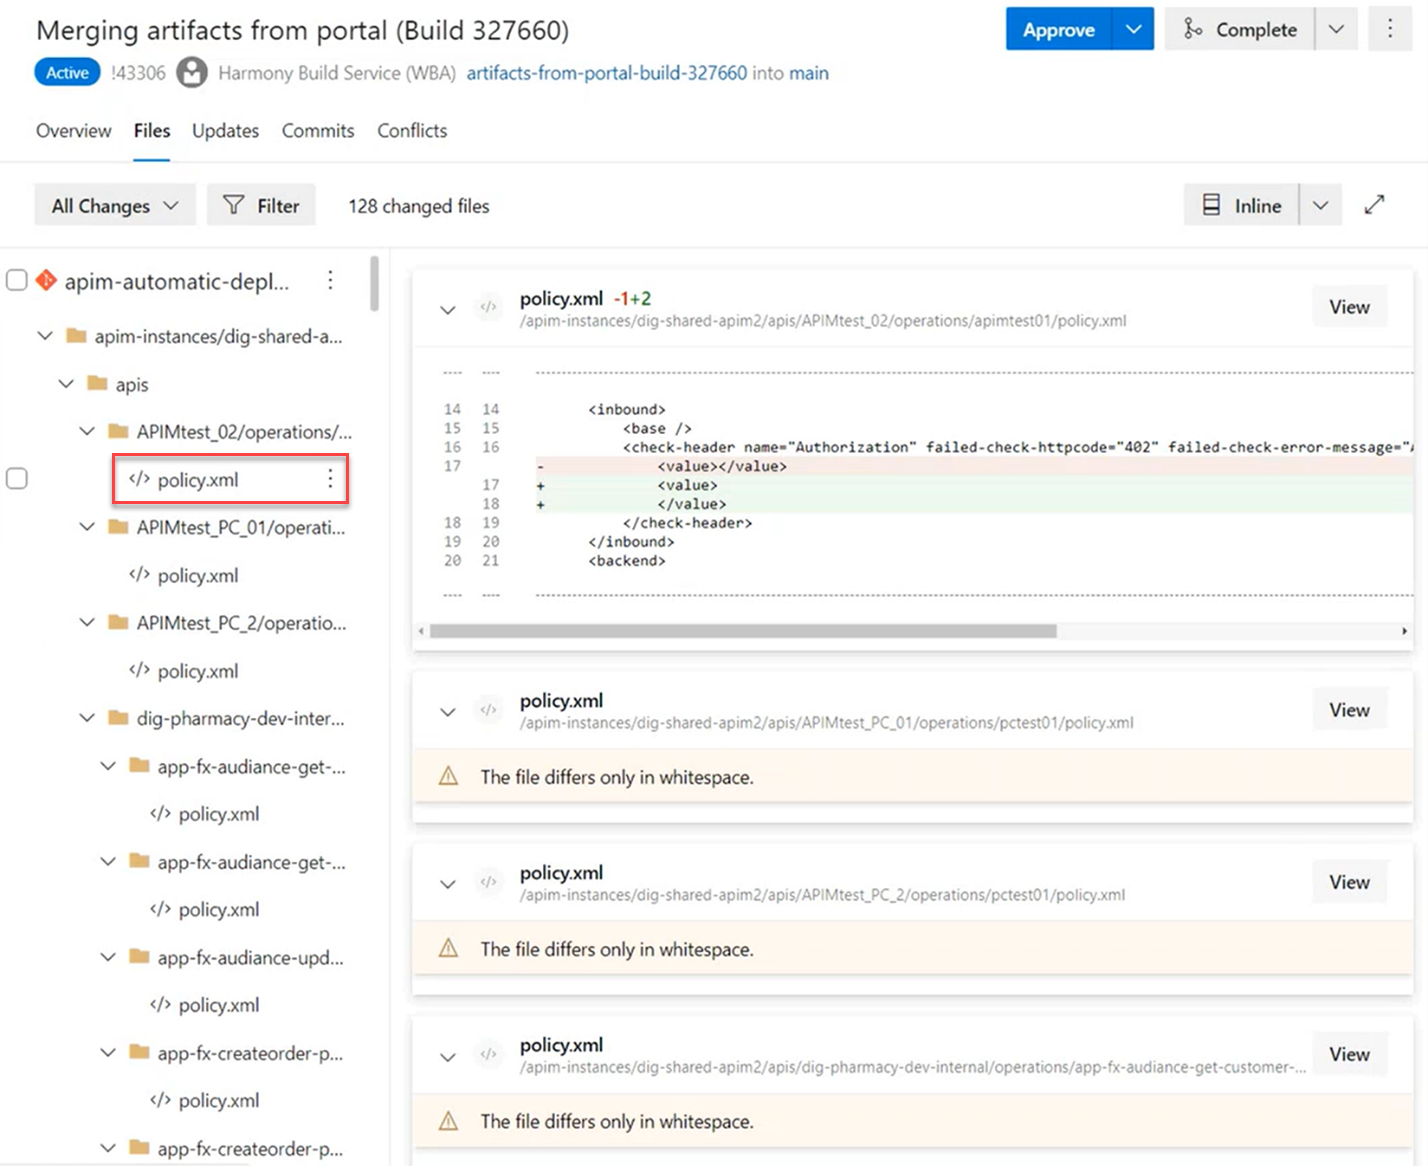 Merging artifacts from portal (Build 327660)
Approve
Complete
Active !43306 Harmony Build Service (WBA) artifacts-from-portal-build-327660 into main
Overview Files Updates Commits Conflicts
All Changes Filter 128 changed files
Inline
apim-automatic-depl...
apim-instances/dig-shared-a...
apis
APIMtest_02/operations/...
</> policy.xml
APIMtest_PC_01/operati...
</> policy.xml
APIMtest_PC_2/operatio...
</> policy.xml
dig-pharmacy-dev-inter...
app-fx-audiance-get-...
</> policy.xml
app-fx-audiance-get-...
</> policy.xml
app-fx-audiance-upd...
</> policy.xml
app-fx-createorder-p...
</> policy.xml
app-fx-createorder-p...
</> policy.xml -1+2
/apim-instances/dig-shared-apim2/apis/APIMtest_02/operations/apimtest01/policy.xml
View
14 14 <inbound>
15 15 <base />
16 16 <check-header name="Authorization" failed-check-httpcode="402" failed-check-error-message="A
17 - <value></value>
17 + <value>
18 + </value>
18 19 </check-header>
19 20 </inbound>
20 21 <backend>
</> policy.xml
/apim-instances/dig-shared-apim2/apis/APIMtest_PC_01/operations/pctest01/policy.xml
View
The file differs only in whitespace.
</> policy.xml
/apim-instances/dig-shared-apim2/apis/APIMtest_PC_2/operations/pctest01/policy.xml
View
The file differs only in whitespace.
</> policy.xml
/apim-instances/dig-shared-apim2/apis/dig-pharmacy-dev-internal/operations/app-fx-audiance-get-customer-...
View
The file differs only in whitespace.